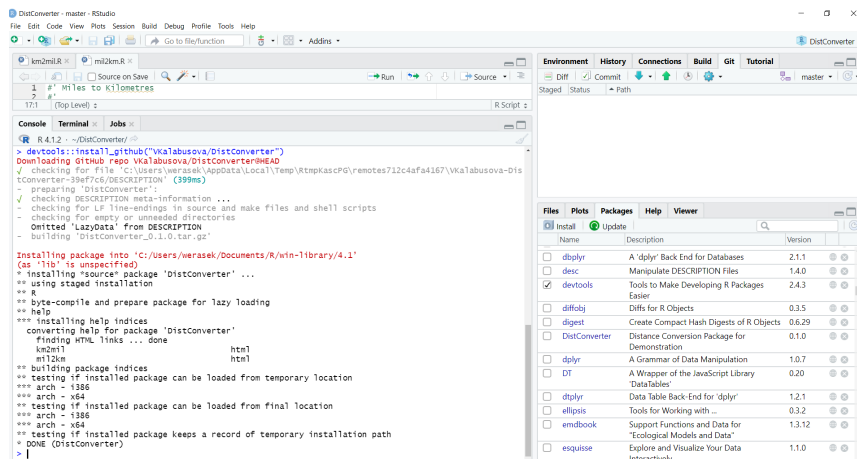 DistConverter - master - RStudio
File Edit Code View Plots Session Build Debug Profile Tools Help
Go to file/function Addins DistConverter
km2mil.R mil2km.R
Source on Save Run Source
1 #' Miles to Kilometres
2 #'
17:1 (Top Level) R Script
Console Terminal Jobs
R 4.1.2 · ~/DistConverter/
> devtools::install_github("VKalabusova/DistConverter")
Downloading GitHub repo VKalabusova/DistConverter@HEAD
√ checking for file 'C:\Users\werasek\AppData\Local\Temp\RtmpKascPG\remotes712c4afa4167\VKalabusova-Dis
tConverter-39ef7c6/DESCRIPTION' (399ms)
- preparing 'DistConverter':
√ checking DESCRIPTION meta-information ...
- checking for LF line-endings in source and make files and shell scripts
- checking for empty or unneeded directories
Omitted 'LazyData' from DESCRIPTION
- building 'DistConverter_0.1.0.tar.gz'
Installing package into 'C:/Users/werasek/Documents/R/win-library/4.1'
(as 'lib' is unspecified)
* installing *source* package 'DistConverter' ...
** using staged installation
** R
** byte-compile and prepare package for lazy loading
** help
*** installing help indices
converting help for package 'DistConverter'
finding HTML links ... done
km2mil html
mil2km html
** building package indices
** testing if installed package can be loaded from temporary location
*** arch - i386
*** arch - x64
** testing if installed package can be loaded from final location
*** arch - i386
*** arch - x64
** testing if installed package keeps a record of temporary installation path
* DONE (DistConverter)
>
Environment History Connections Build Git Tutorial
Diff Commit master
Staged Status Path
Files Plots Packages Help Viewer
Install Update
Name Description Version
dbplyr A 'dplyr' Back End for Databases 2.1.1
desc Manipulate DESCRIPTION Files 1.4.0
devtools Tools to Make Developing R Packages 2.4.3
Easier
diffobj Diffs for R Objects 0.3.5
digest Create Compact Hash Digests of R Objects 0.6.29
DistConverter Distance Conversion Package for 0.1.0
Demonstration
dplyr A Grammar of Data Manipulation 1.0.7
DT A Wrapper of the JavaScript Library 0.20
'DataTables'
dtplyr Data Table Back-End for 'dplyr' 1.2.1
ellipsis Tools for Working with ... 0.3.2
emdbook Support Functions and Data for 1.3.12
"Ecological Models and Data"
esquisse Explore and Visualize Your Data 1.1.0
Interactively